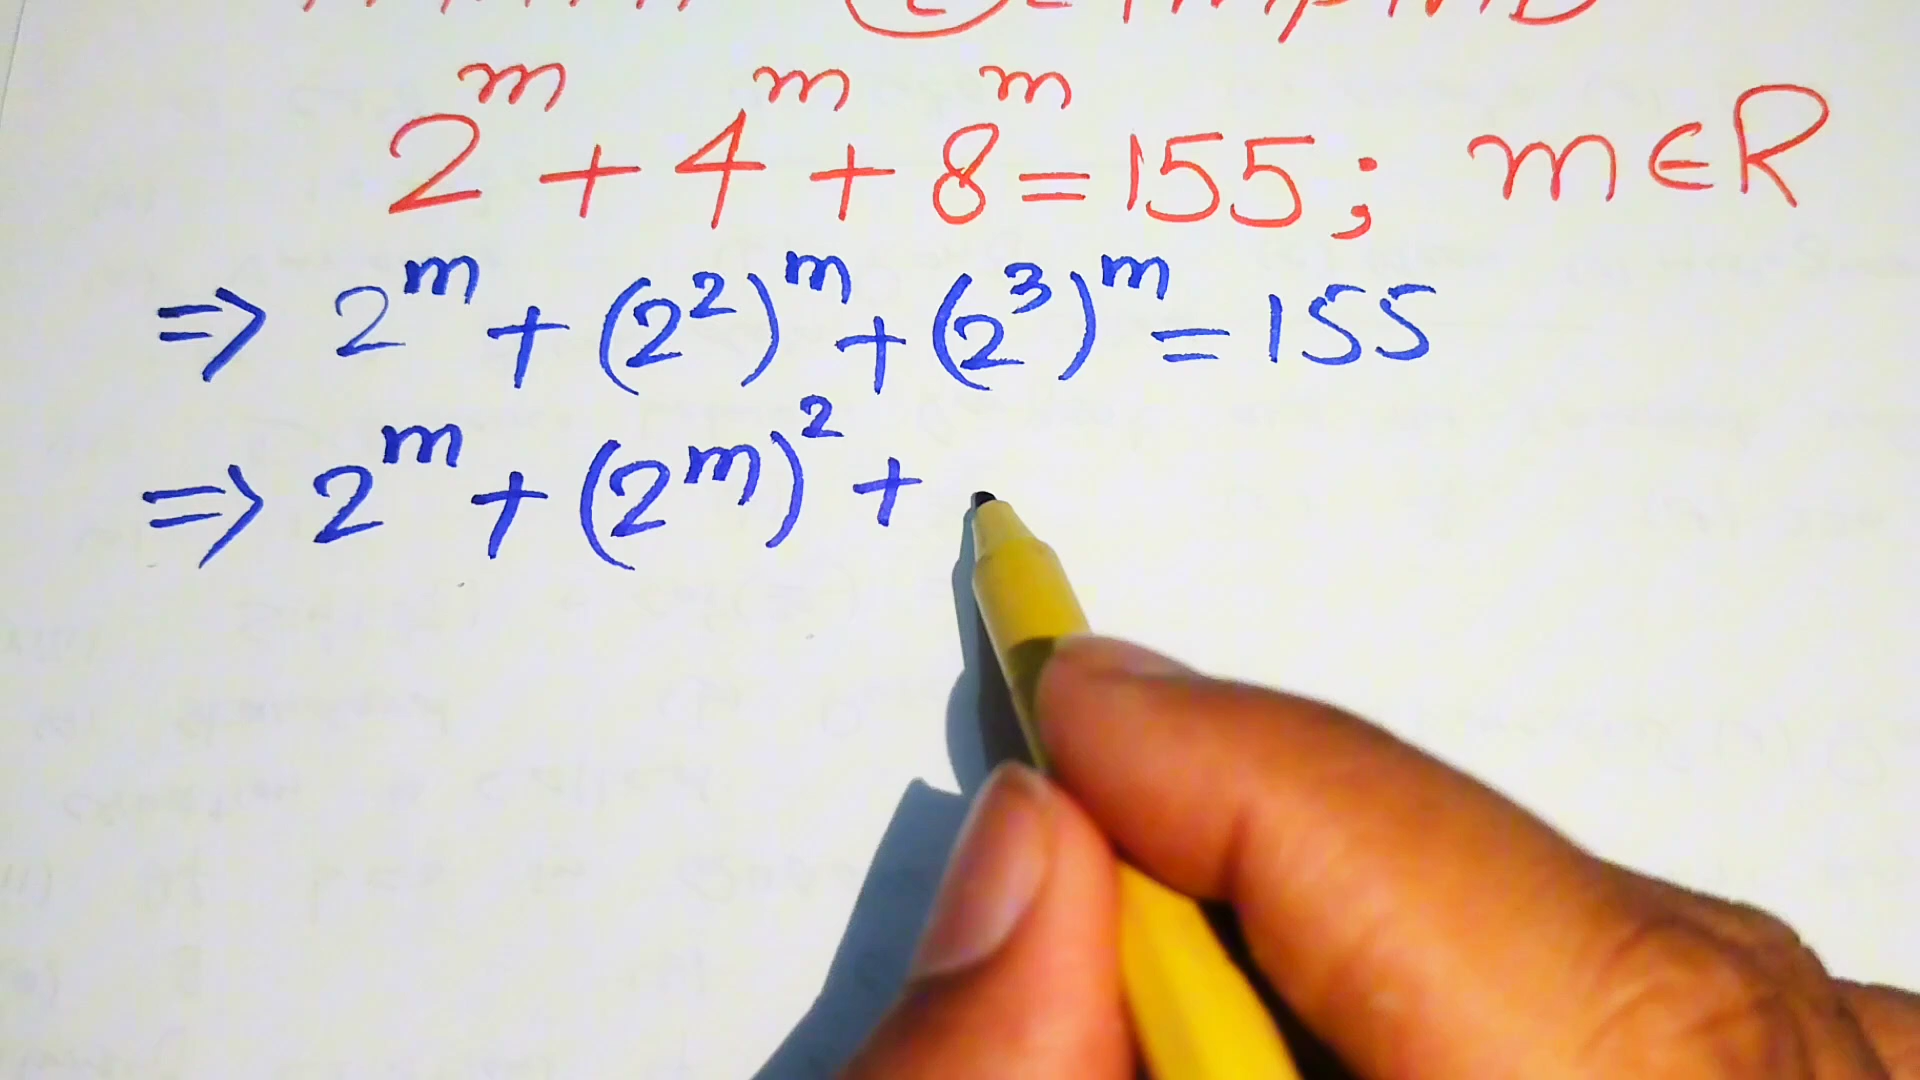 2^m + 4^m + 8^m = 155; m ∈ R
⇒ 2^m + (2^2)^m + (2^3)^m = 155
⇒ 2^m + (2^m)^2 +